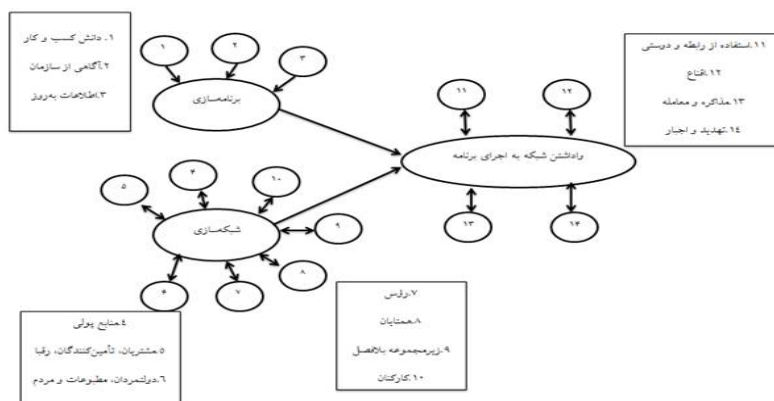 ۱. دانش کسب و کار
۲.آگاهی از سازمان
۳.اطلاعات به‌روز
۱
۲
۳
برنامه‌سازی
۱۱.استفاده از رابطه و دوستی
۱۲.اقناع
۱۳.مذاکره و معامله
۱۴.تهدید و اجبار
۱۱
۱۲
واداشتن شبکه به اجرای برنامه
۱۳
۱۴
۵
۴
۱۰
شبکه‌سازی
۹
۶
۷
۸
۴.منابع پولی
۵.مشتریان، تأمین‌کنندگان، رقبا
۶.دولتمردان، مطبوعات و مردم
۷.رؤس
۸.همتایان
۹.زیرمجموعه بلافصل
۱۰.کارکنان